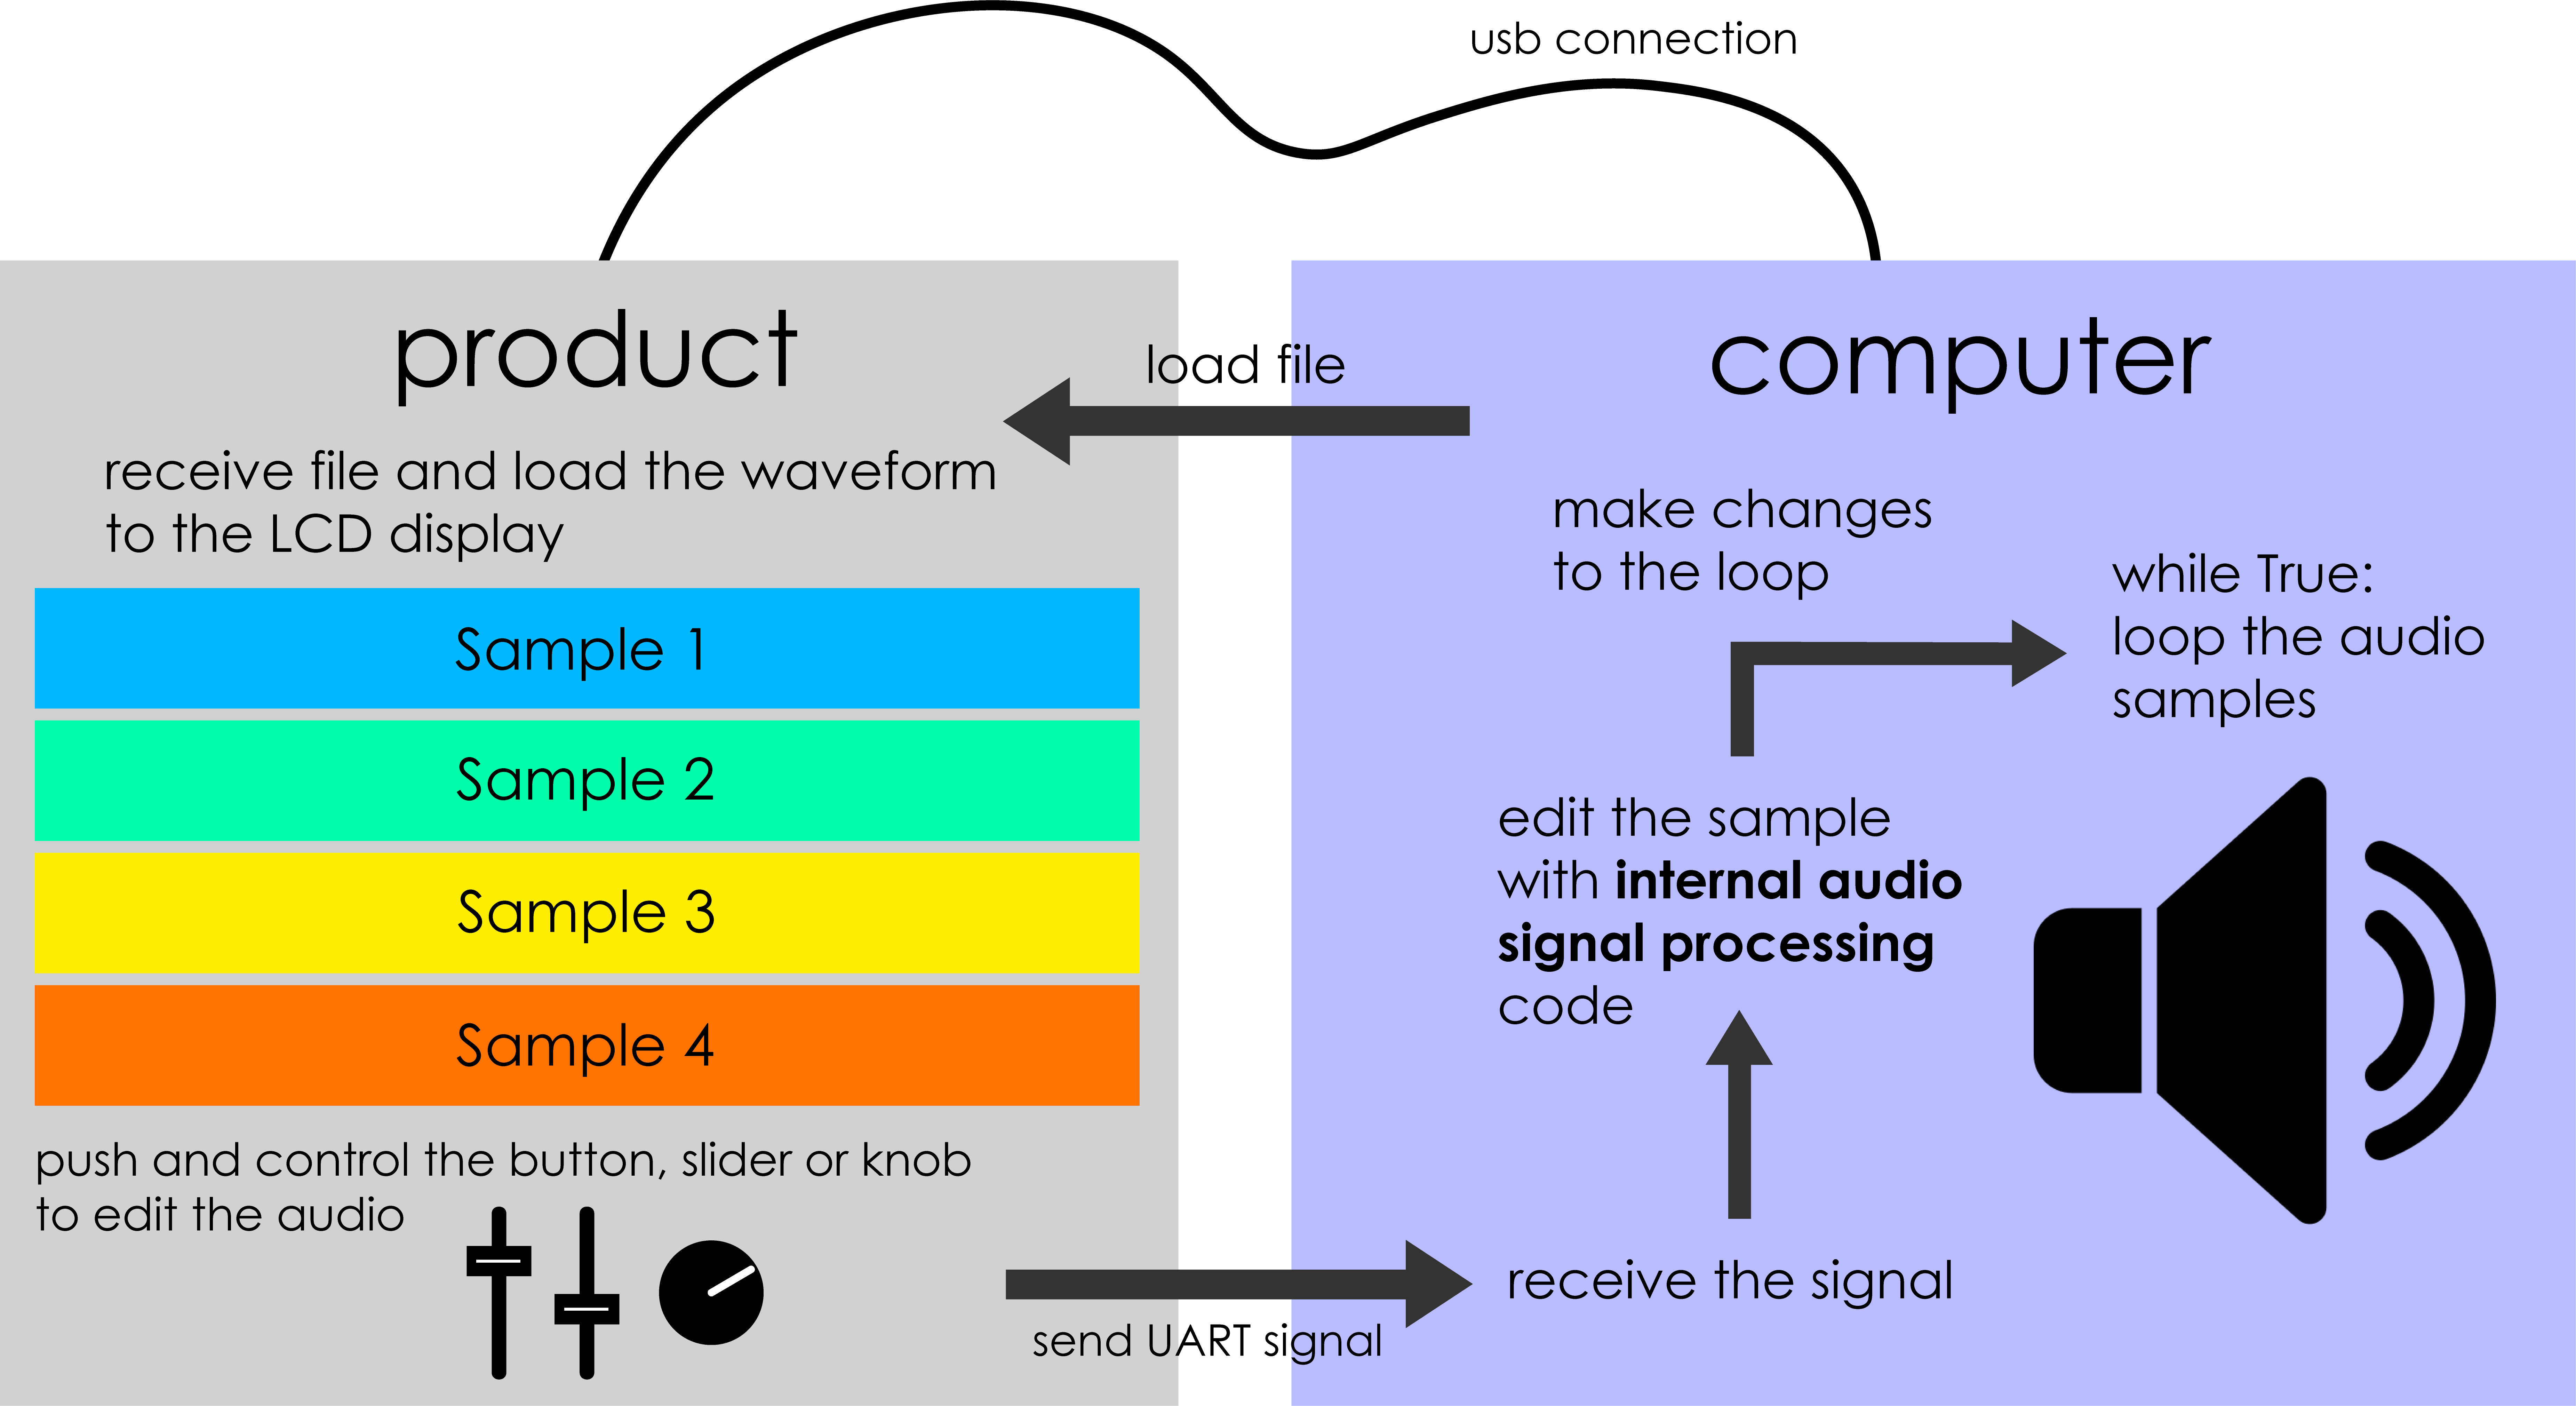 usb connection
product
load file
computer
receive file and load the waveform
to the LCD display
make changes
to the loop
while True:
loop the audio
samples
Sample 1
Sample 2
Sample 3
Sample 4
edit the sample
with internal audio
signal processing
code
push and control the button, slider or knob
to edit the audio
send UART signal
receive the signal